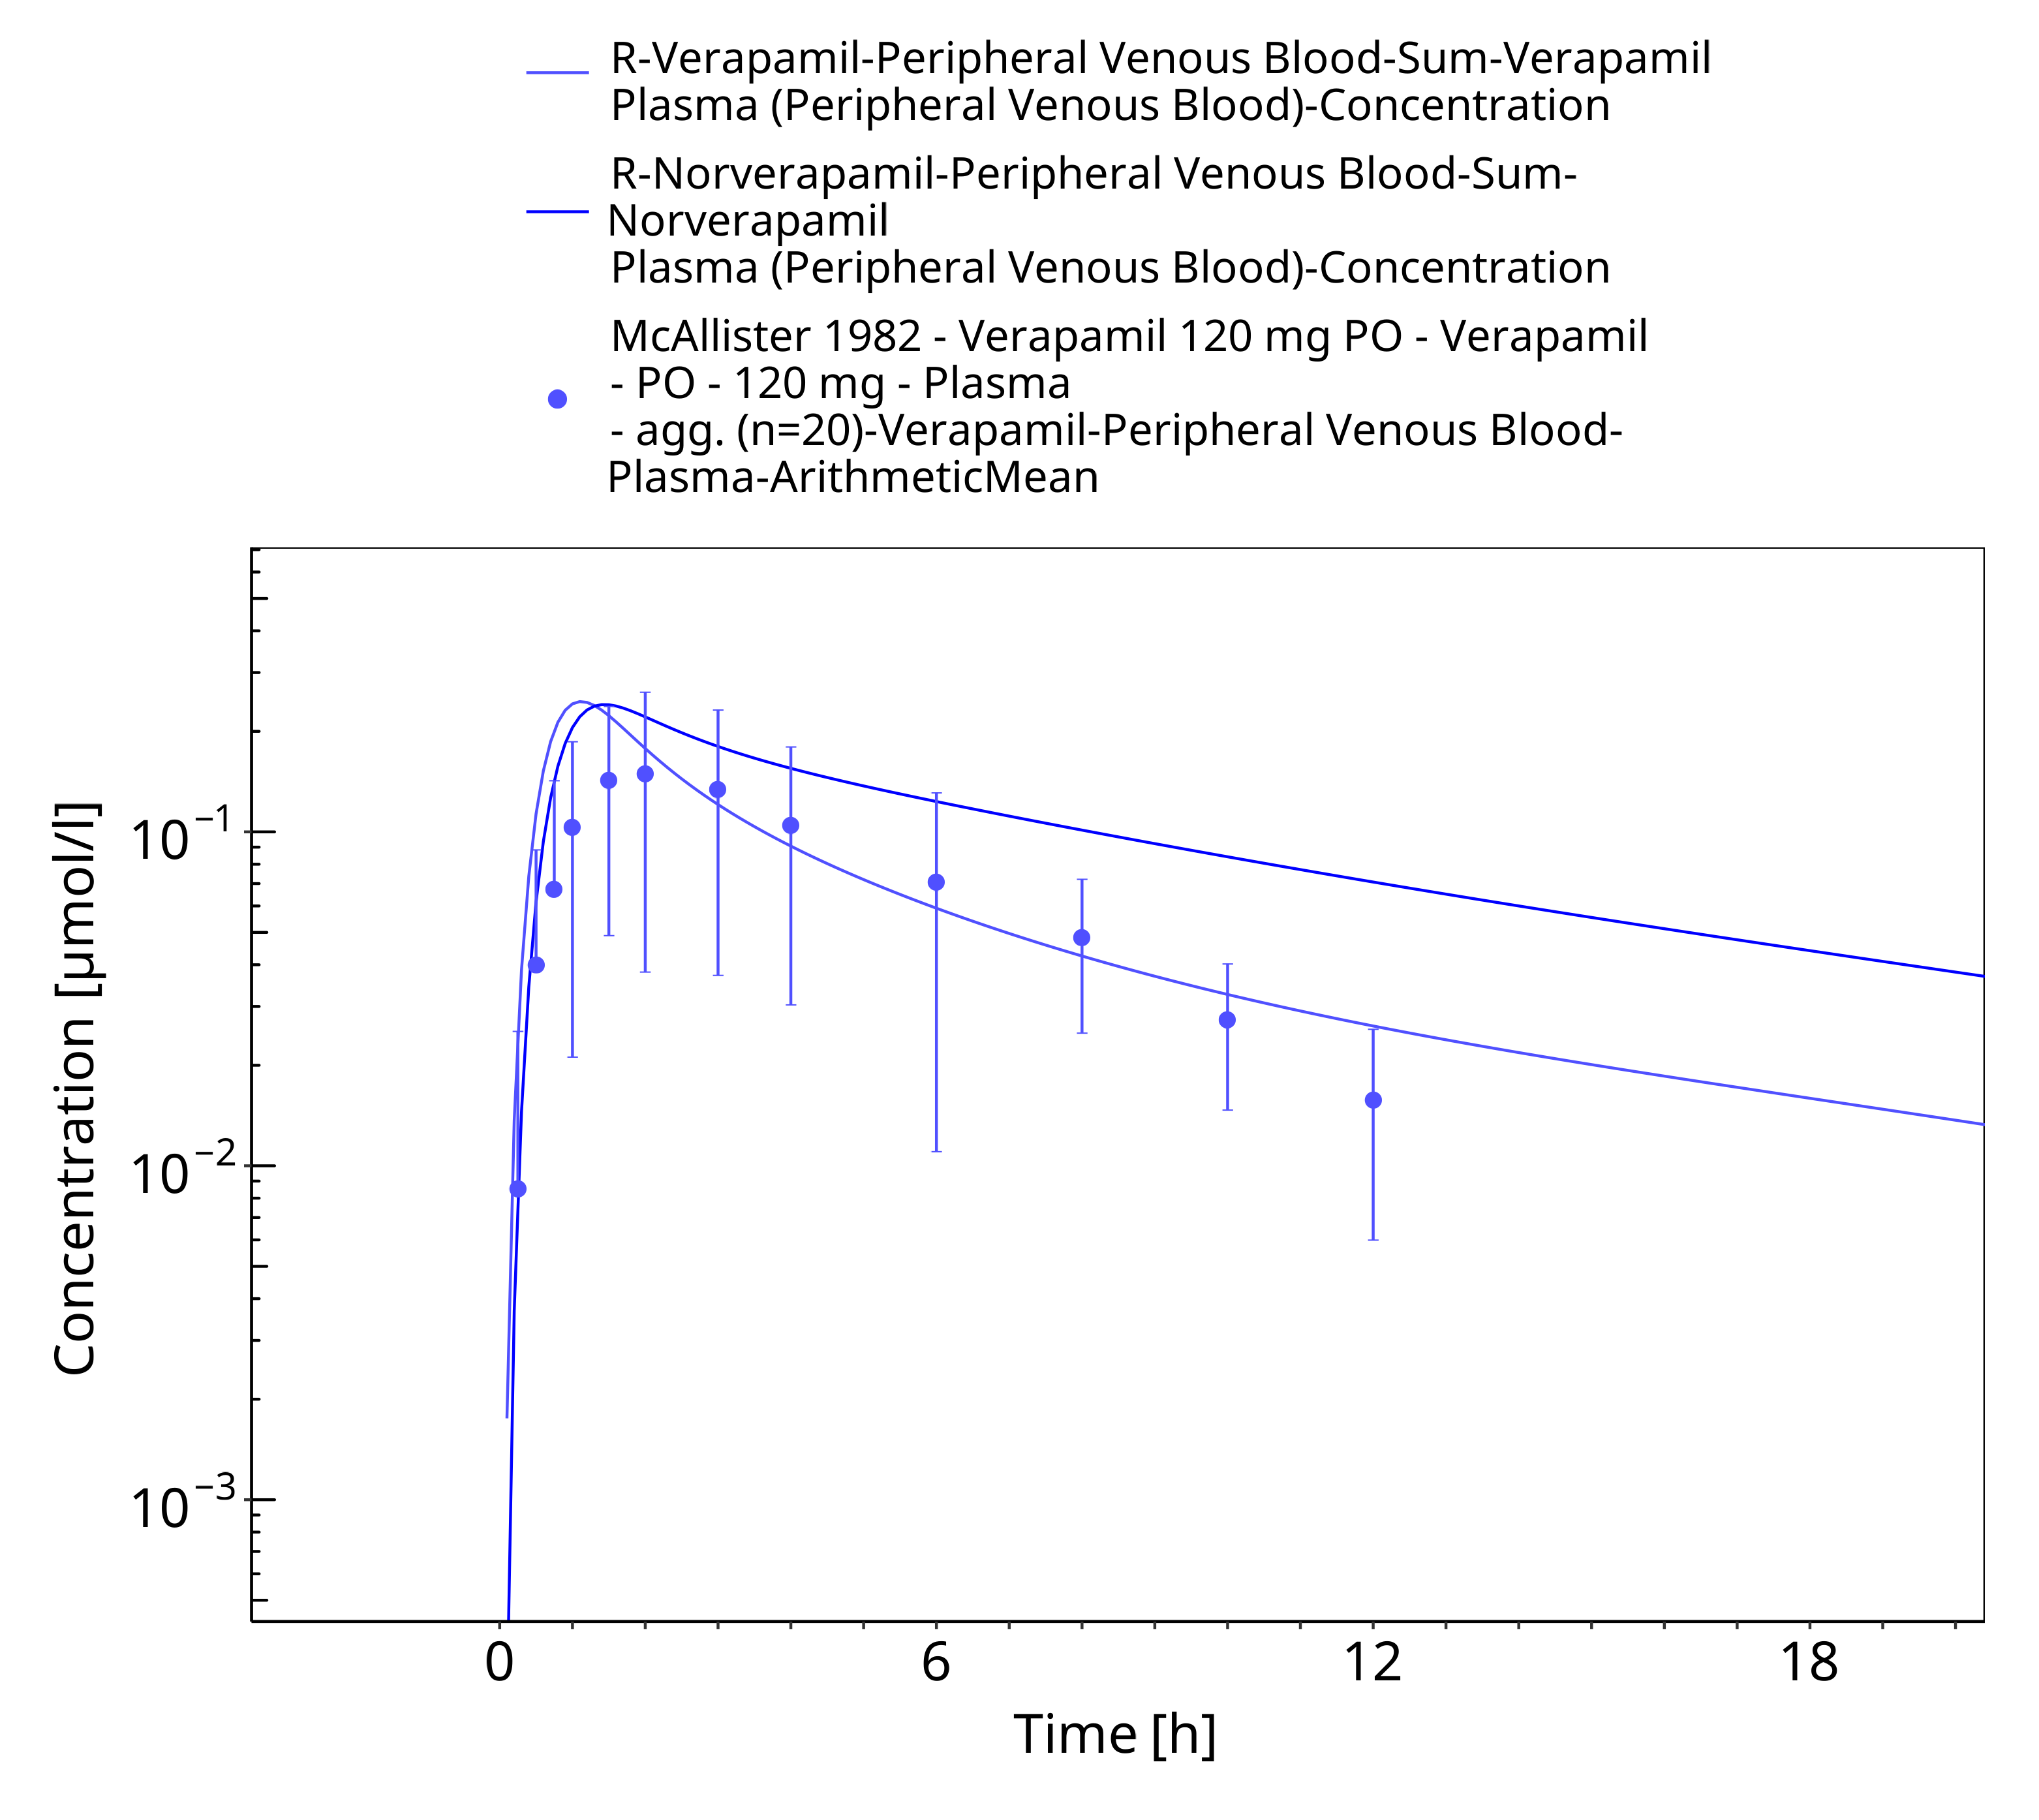 R-Verapamil-Peripheral Venous Blood-Sum-Verapamil
Plasma (Peripheral Venous Blood)-Concentration
R-Norverapamil-Peripheral Venous Blood-Sum-
Norverapamil
Plasma (Peripheral Venous Blood)-Concentration
McAllister 1982 - Verapamil 120 mg PO - Verapamil
- PO - 120 mg - Plasma
- agg. (n=20)-Verapamil-Peripheral Venous Blood-
Plasma-ArithmeticMean
Concentration [µmol/l]
10⁻¹
10⁻²
10⁻³
0 6 12 18
Time [h]